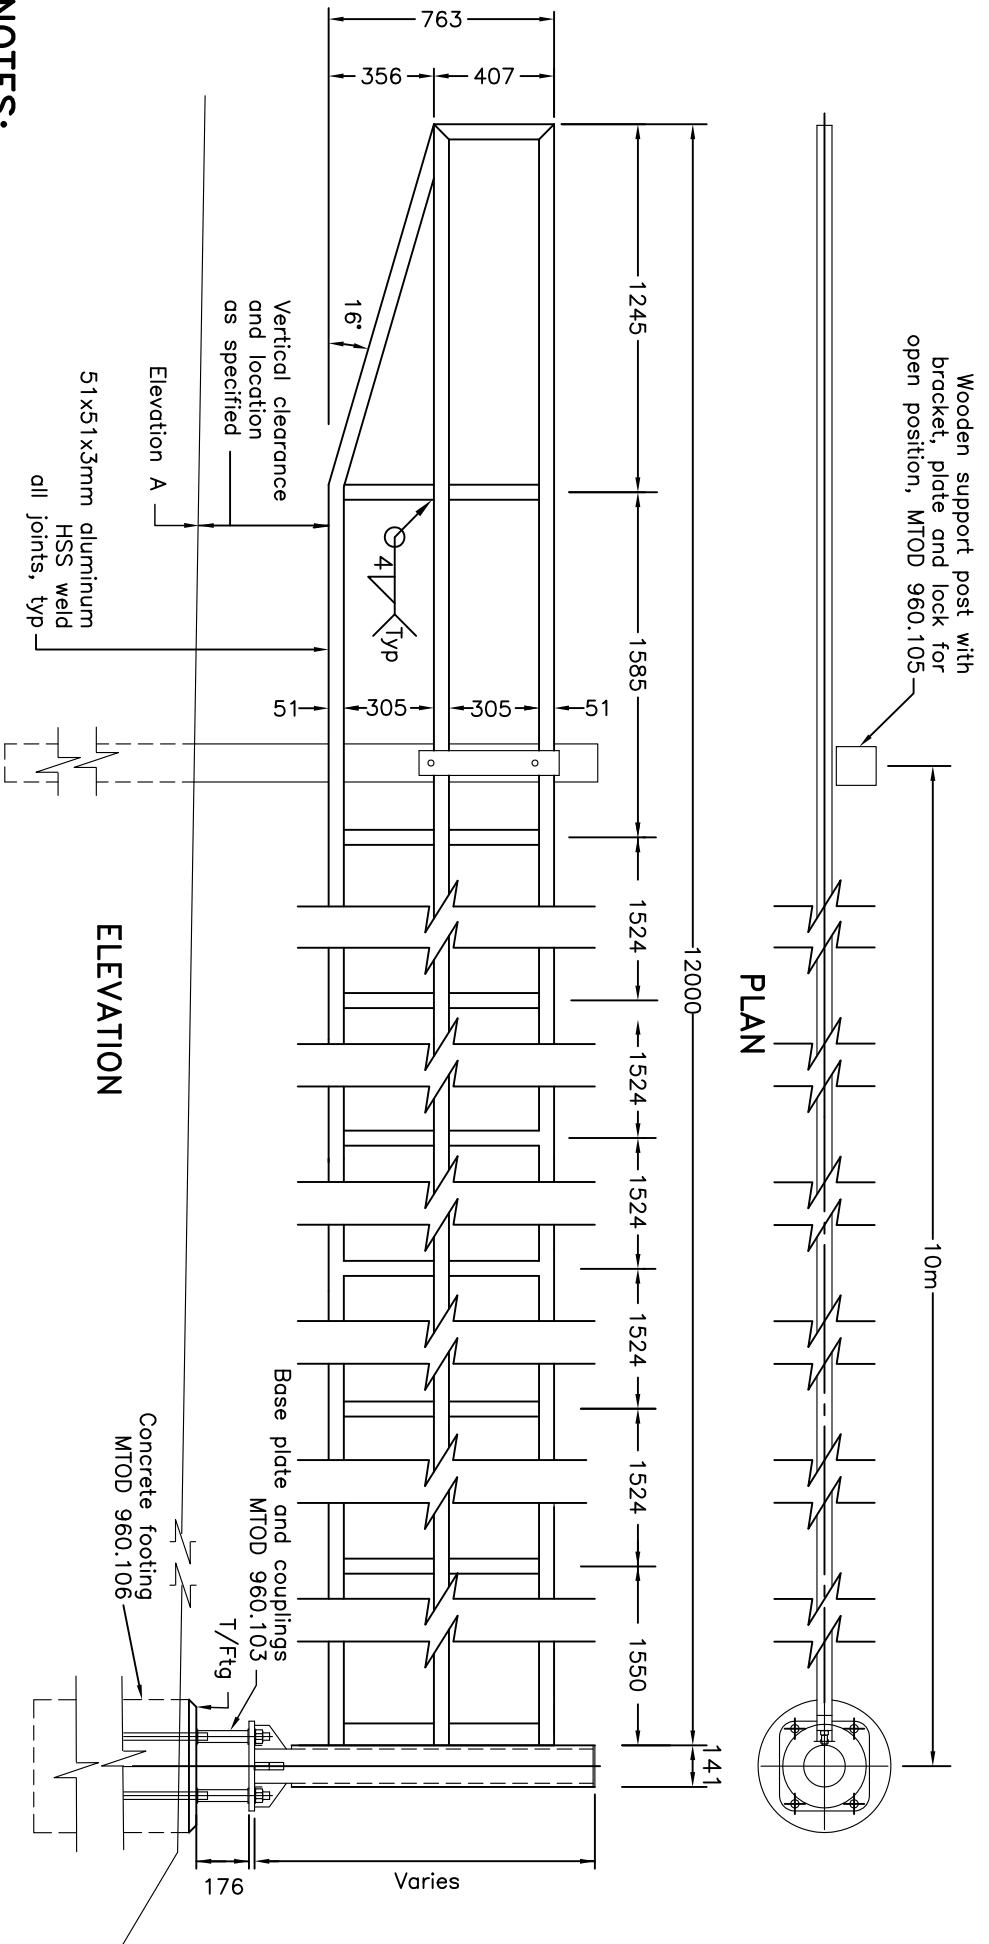 Wooden support post with
bracket, plate and lock for
open position, MTOD 960.105
10m
PLAN
12000
141
1245
1585
1524
1524
1524
1524
1524
1550
763
356
407
51
305
305
51
16°
4
Typ
Vertical clearance
and location
as specified
Elevation A
51x51x3mm aluminum
HSS weld
all joints, typ
Varies
176
Base plate and couplings
MTOD 960.103
T/Ftg
Concrete footing
MTOD 960.106
ELEVATION
NOTES: